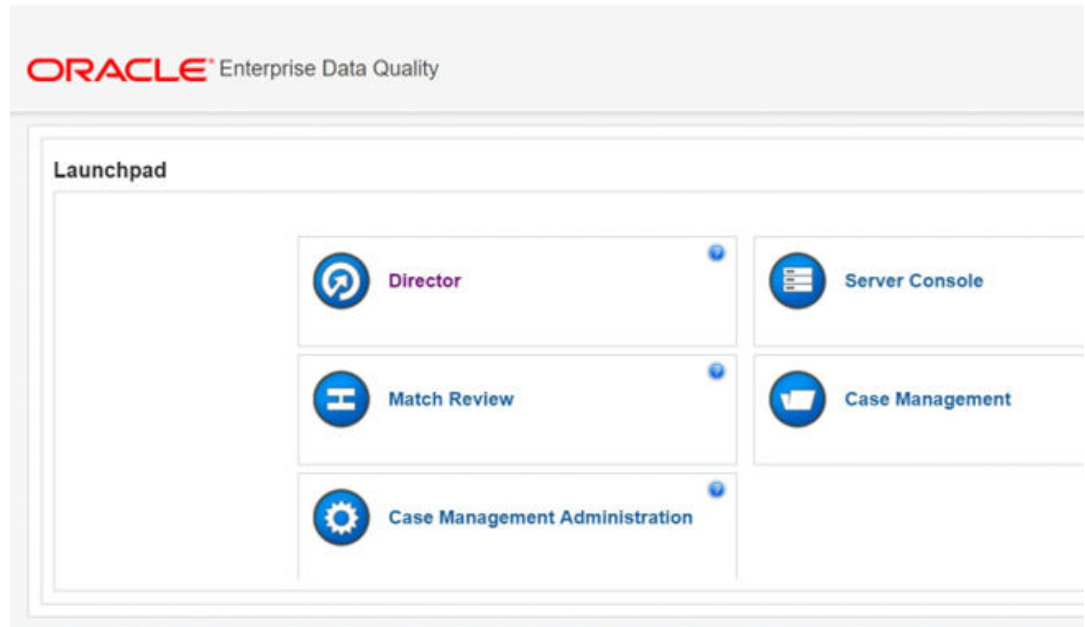 ORACLE® Enterprise Data Quality
Launchpad
Director
Server Console
Match Review
Case Management
Case Management Administration